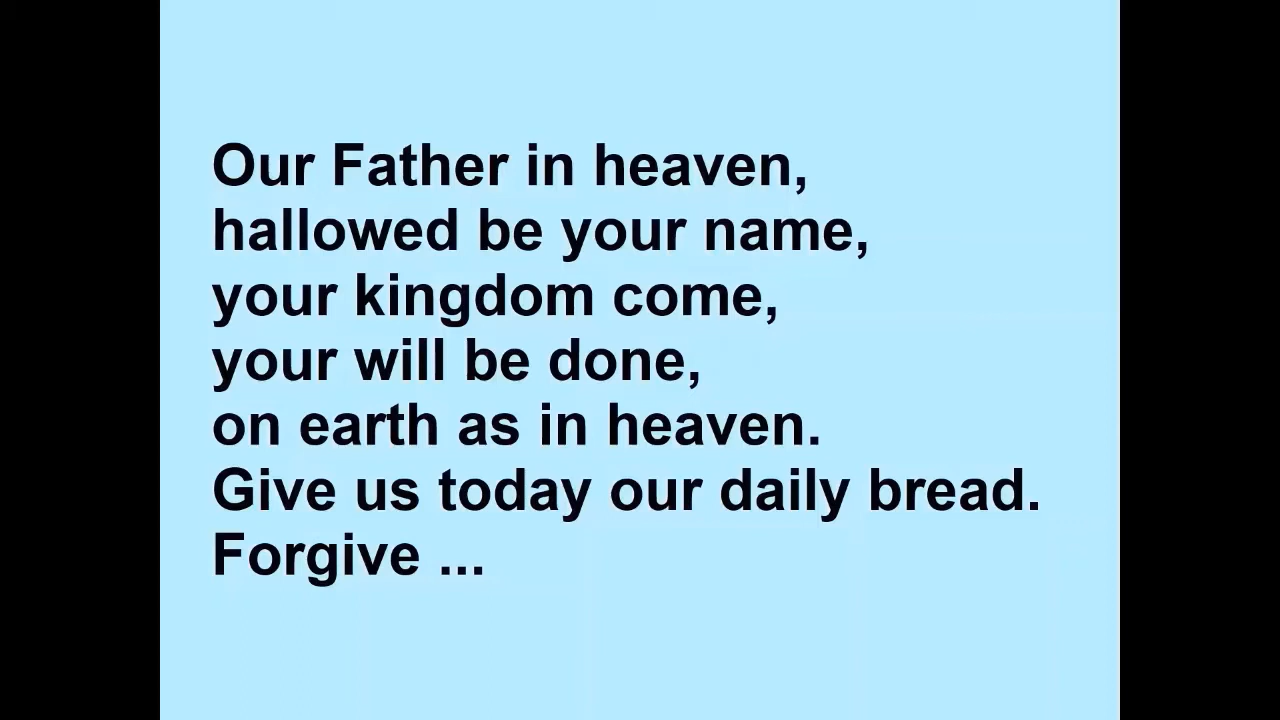 Our Father in heaven,
hallowed be your name,
your kingdom come,
your will be done,
on earth as in heaven.
Give us today our daily bread.
Forgive ...